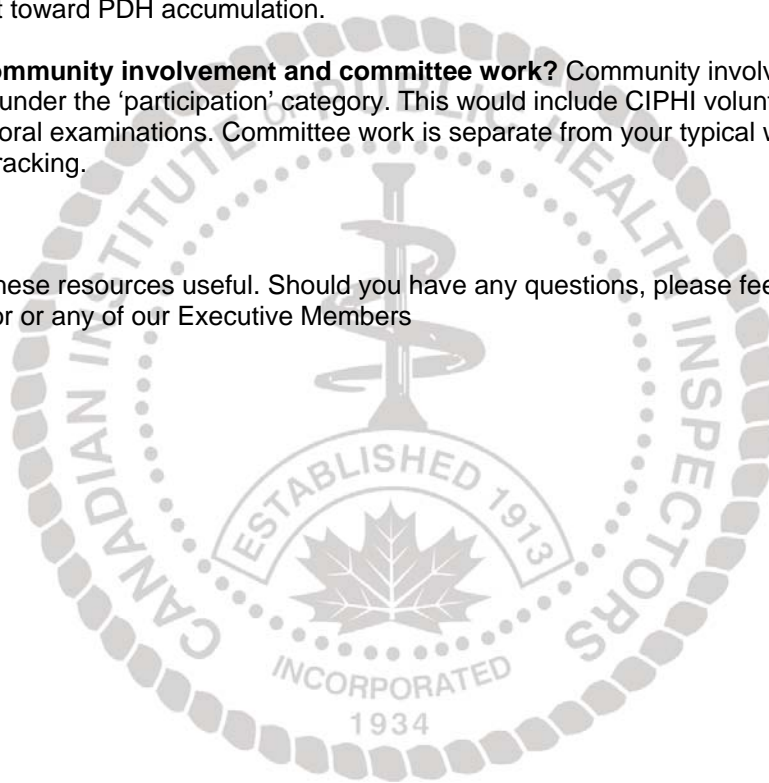 t toward PDH accumulation.
ommunity involvement and committee work? Community involv
under the ‘participation’ category. This would include CIPHI volunt
oral examinations. Committee work is separate from your typical w
racking.
hese resources useful. Should you have any questions, please fee
or or any of our Executive Members
CANADIAN INSTITUTE OF PUBLIC HEALTH INSPECTORS
ESTABLISHED 1913
INCORPORATED
1934